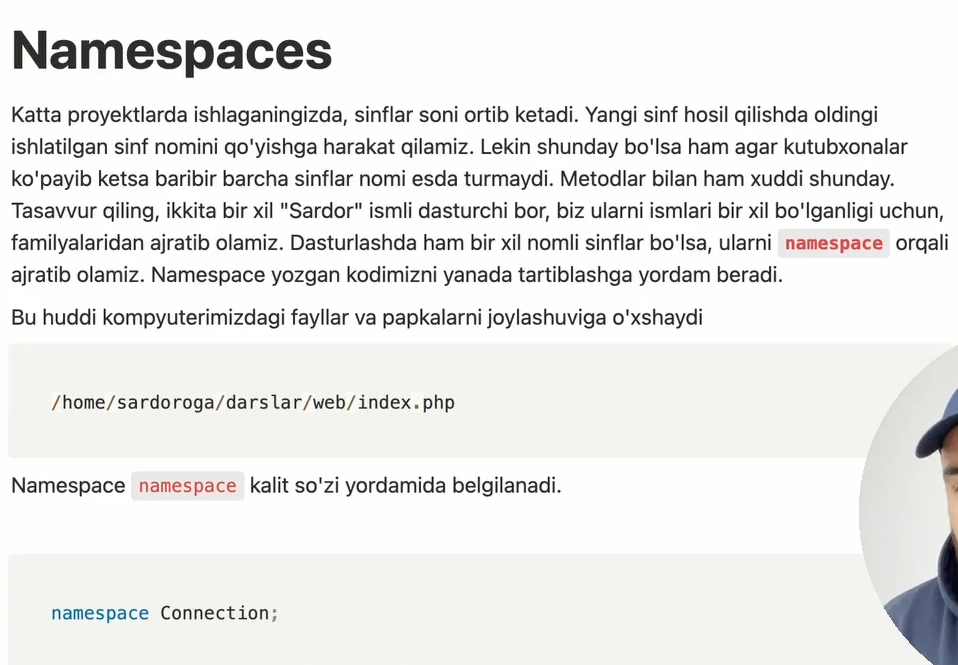 Namespaces
Katta proyektlarda ishlaganingizda, sinflar soni ortib ketadi. Yangi sinf hosil qilishda oldingi
ishlatilgan sinf nomini qo'yishga harakat qilamiz. Lekin shunday bo'lsa ham agar kutubxonalar
ko'payib ketsa baribir barcha sinflar nomi esda turmaydi. Metodlar bilan ham xuddi shunday.
Tasavvur qiling, ikkita bir xil "Sardor" ismli dasturchi bor, biz ularni ismlari bir xil bo'lganligi uchun,
familyalaridan ajratib olamiz. Dasturlashda ham bir xil nomli sinflar bo'lsa, ularni namespace orqali
ajratib olamiz. Namespace yozgan kodimizni yanada tartiblashga yordam beradi.
Bu huddi kompyuterimizdagi fayllar va papkalarni joylashuviga o'xshaydi
/home/sardoroga/darslar/web/index.php
Namespace namespace kalit so'zi yordamida belgilanadi.
namespace Connection;